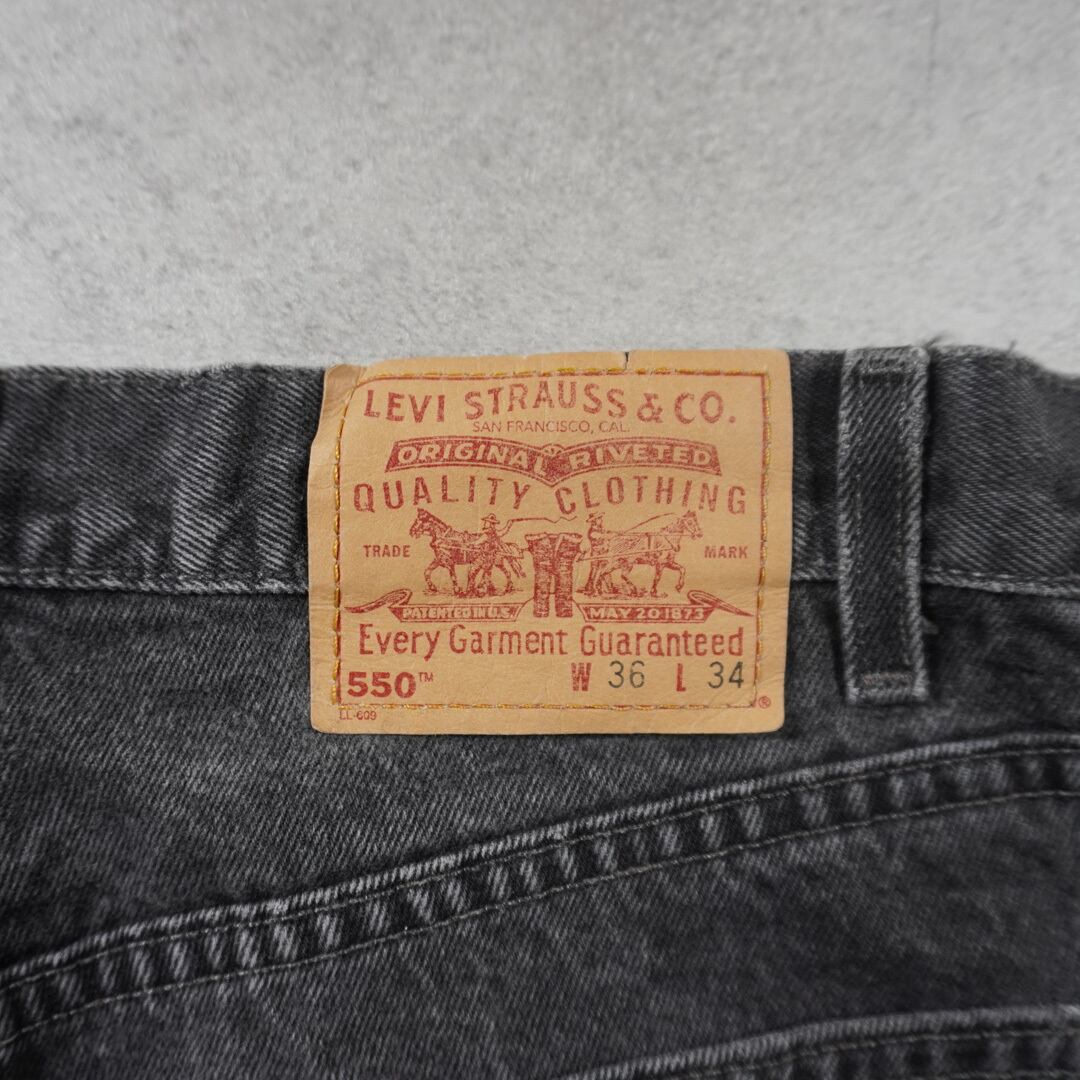 LEVI STRAUSS & CO.
SAN FRANCISCO, CAL.
ORIGINAL RIVETED
QUALITY CLOTHING
TRADE MARK
PATENTED IN U.S. MAY 20 1873
Every Garment Guaranteed
550™ W 36 L 34
LL-609 ®